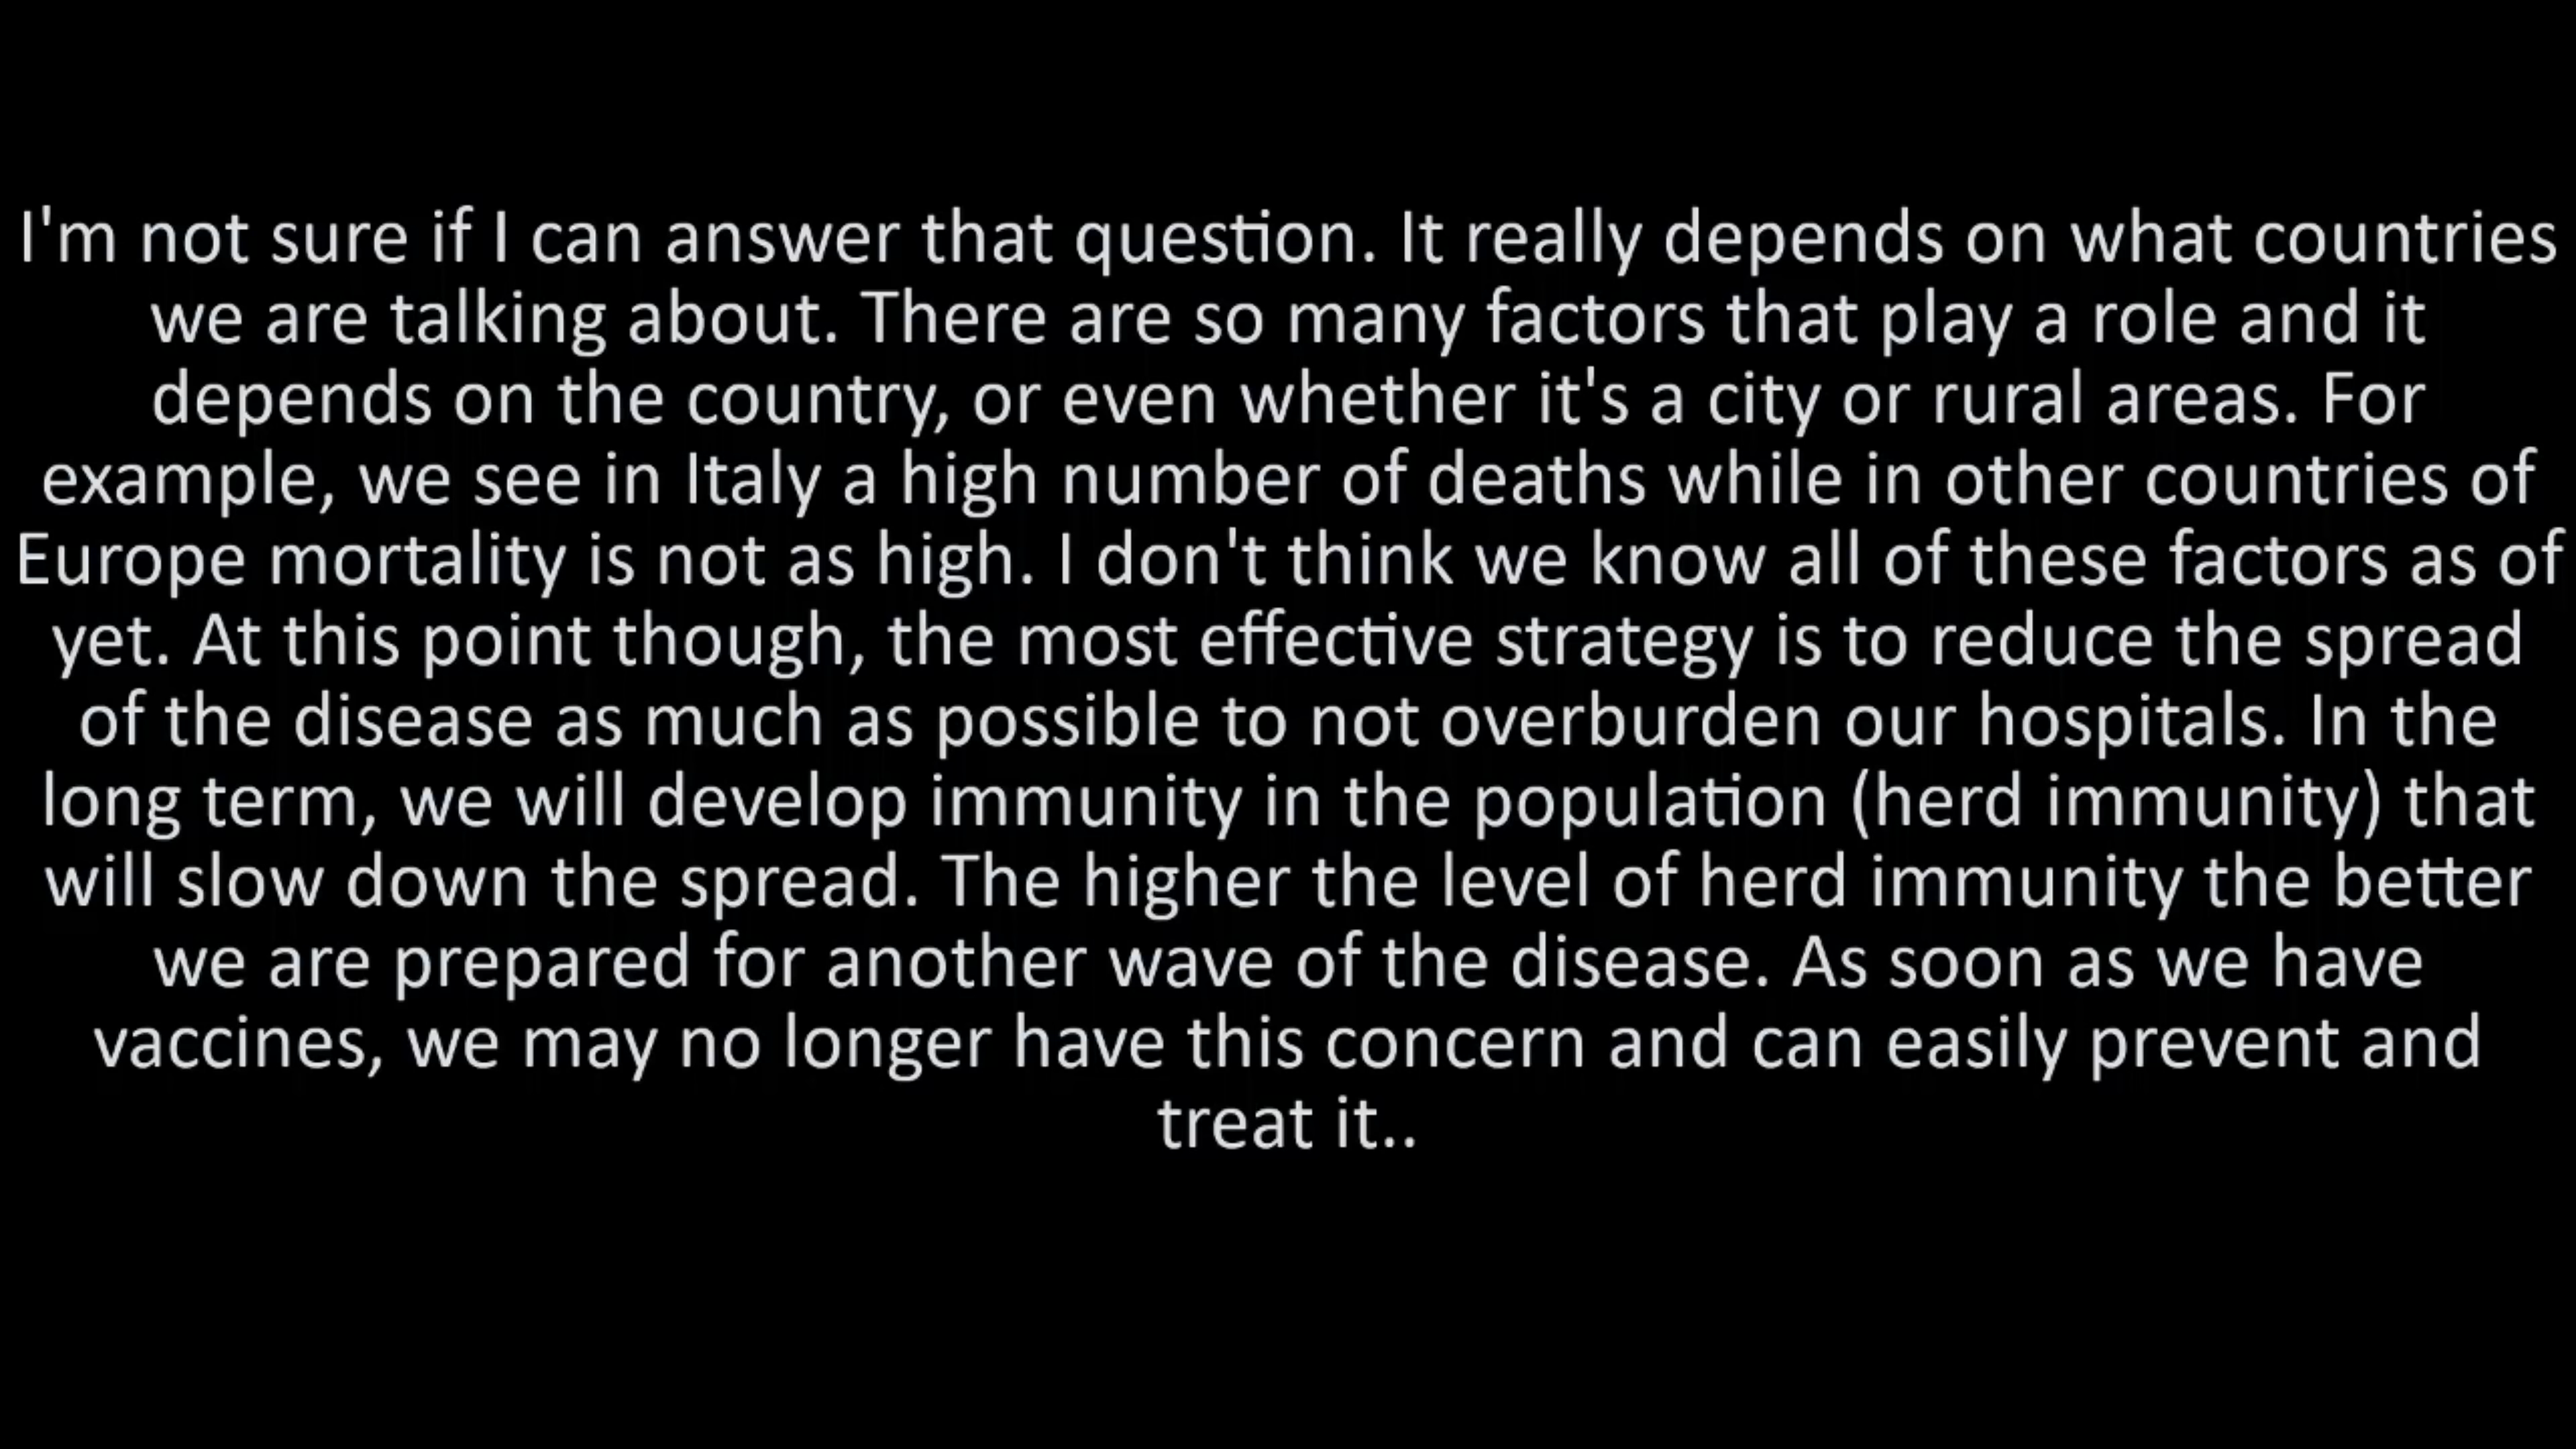 I'm not sure if I can answer that question. It really depends on what countries
we are talking about. There are so many factors that play a role and it
depends on the country, or even whether it's a city or rural areas. For
example, we see in Italy a high number of deaths while in other countries of
Europe mortality is not as high. I don't think we know all of these factors as of
yet. At this point though, the most effective strategy is to reduce the spread
of the disease as much as possible to not overburden our hospitals. In the
long term, we will develop immunity in the population (herd immunity) that
will slow down the spread. The higher the level of herd immunity the better
we are prepared for another wave of the disease. As soon as we have
vaccines, we may no longer have this concern and can easily prevent and
treat it..